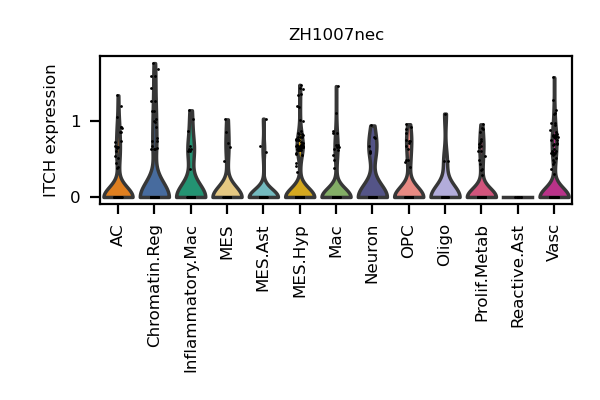 ZH1007nec
ITCH expression
1
0
AC
Chromatin.Reg
Inflammatory.Mac
MES
MES.Ast
MES.Hyp
Mac
Neuron
OPC
Oligo
Prolif.Metab
Reactive.Ast
Vasc